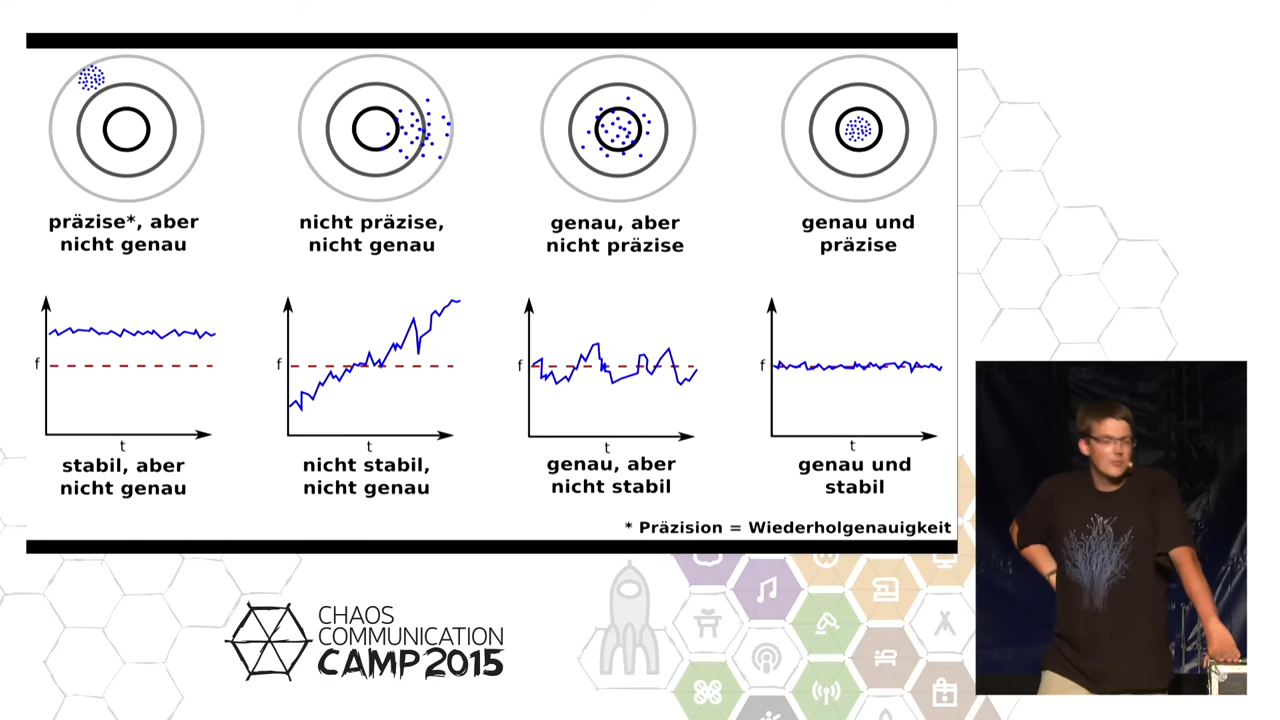 präzise*, aber
nicht genau
nicht präzise,
nicht genau
genau, aber
nicht präzise
genau und
präzise
f
t
f
t
f
t
f
t
stabil, aber
nicht genau
nicht stabil,
nicht genau
genau, aber
nicht stabil
genau und
stabil
* Präzision = Wiederholgenauigkeit
CHAOS
COMMUNICATION
CAMP 2015